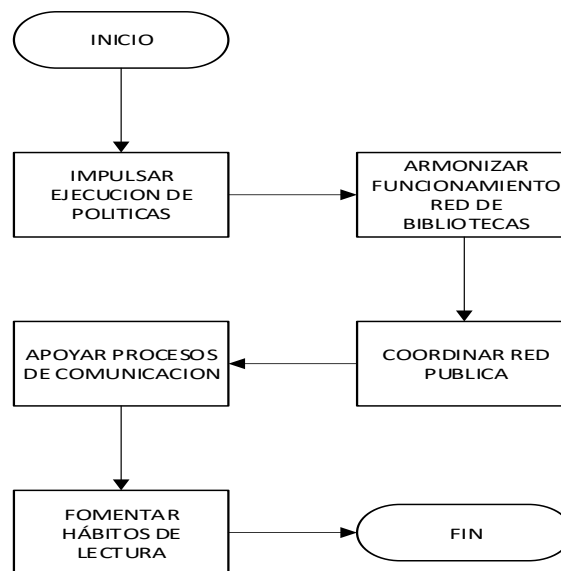 INICIO
IMPULSAR
EJECUCION DE
POLITICAS
ARMONIZAR
FUNCIONAMIENTO
RED DE
BIBLIOTECAS
COORDINAR RED
PUBLICA
APOYAR PROCESOS
DE COMUNICACION
FOMENTAR
HÁBITOS DE
LECTURA
FIN